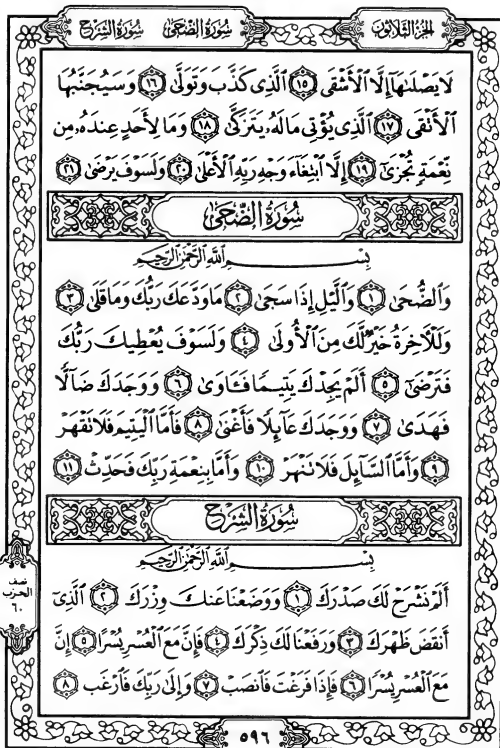 الجزء الثلاثون سورة الضحى سورة الشرح
لَا يَصْلَىٰهَآ إِلَّا ٱلْأَشْقَى ١٥ ٱلَّذِى كَذَّبَ وَتَوَلَّىٰ ١٦ وَسَيُجَنَّبُهَا
ٱلْأَتْقَى ١٧ ٱلَّذِى يُؤْتِى مَالَهُۥ يَتَزَكَّىٰ ١٨ وَمَا لِأَحَدٍ عِندَهُۥ مِن
نِّعْمَةٍ تُجْزَىٰٓ ١٩ إِلَّا ٱبْتِغَآءَ وَجْهِ رَبِّهِ ٱلْأَعْلَىٰ ٢٠ وَلَسَوْفَ يَرْضَىٰ ٢١
سُورَةُ الضُّحَىٰ
بِسْمِ ٱللَّهِ ٱلرَّحْمَٰنِ ٱلرَّحِيمِ
وَٱلضُّحَىٰ ١ وَٱلَّيْلِ إِذَا سَجَىٰ ٢ مَا وَدَّعَكَ رَبُّكَ وَمَا قَلَىٰ ٣
وَلَلْـَٔاخِرَةُ خَيْرٌ لَّكَ مِنَ ٱلْأُولَىٰ ٤ وَلَسَوْفَ يُعْطِيكَ رَبُّكَ
فَتَرْضَىٰٓ ٥ أَلَمْ يَجِدْكَ يَتِيمًا فَـَٔاوَىٰ ٦ وَوَجَدَكَ ضَآلًّا
فَهَدَىٰ ٧ وَوَجَدَكَ عَآئِلًا فَأَغْنَىٰ ٨ فَأَمَّا ٱلْيَتِيمَ فَلَا تَقْهَرْ
٩ وَأَمَّا ٱلسَّآئِلَ فَلَا تَنْهَرْ ١٠ وَأَمَّا بِنِعْمَةِ رَبِّكَ فَحَدِّثْ ١١
سُورَةُ الشَّرْحِ
بِسْمِ ٱللَّهِ ٱلرَّحْمَٰنِ ٱلرَّحِيمِ
أَلَمْ نَشْرَحْ لَكَ صَدْرَكَ ١ وَوَضَعْنَا عَنكَ وِزْرَكَ ٢ ٱلَّذِىٓ
أَنقَضَ ظَهْرَكَ ٣ وَرَفَعْنَا لَكَ ذِكْرَكَ ٤ فَإِنَّ مَعَ ٱلْعُسْرِ يُسْرًا ٥ إِنَّ
مَعَ ٱلْعُسْرِ يُسْرًا ٦ فَإِذَا فَرَغْتَ فَٱنصَبْ ٧ وَإِلَىٰ رَبِّكَ فَٱرْغَب ٨
نصف
الحزب
٦٠
٥٩٦